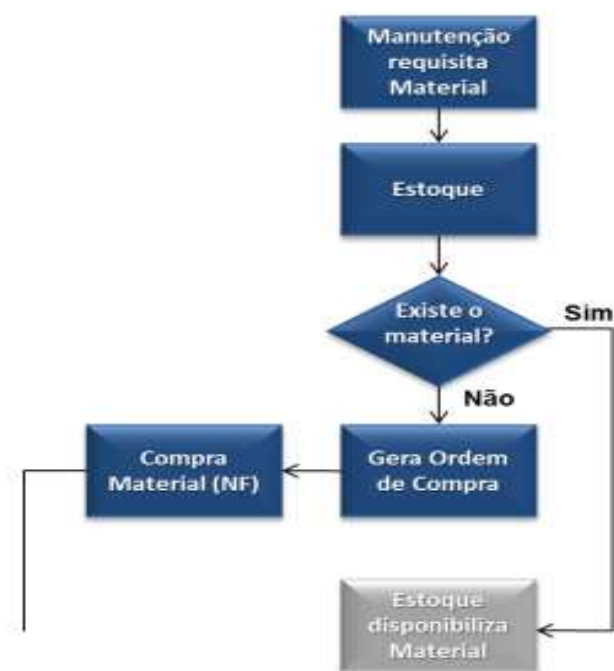 Manutenção
requisita
Material
Estoque
Existe o
material?
Sim
Não
Compra
Material (NF)
Gera Ordem
de Compra
Estoque
disponibiliza
Material